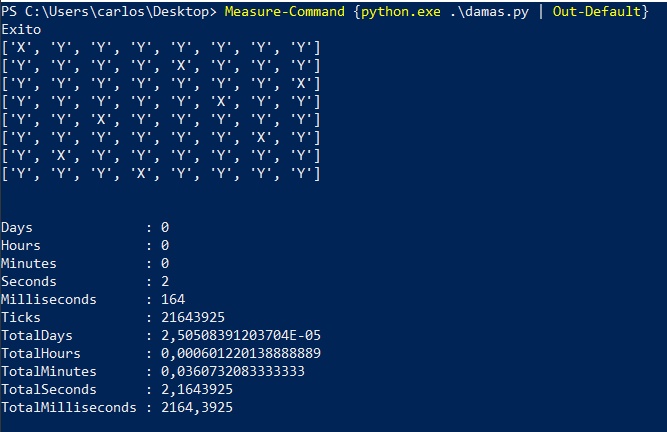 PS C:\Users\carlos\Desktop> Measure-Command {python.exe .\damas.py | Out-Default}
Exito
['X', 'Y', 'Y', 'Y', 'Y', 'Y', 'Y', 'Y']
['Y', 'Y', 'Y', 'Y', 'X', 'Y', 'Y', 'Y']
['Y', 'Y', 'Y', 'Y', 'Y', 'Y', 'Y', 'X']
['Y', 'Y', 'Y', 'Y', 'Y', 'X', 'Y', 'Y']
['Y', 'Y', 'X', 'Y', 'Y', 'Y', 'Y', 'Y']
['Y', 'Y', 'Y', 'Y', 'Y', 'Y', 'X', 'Y']
['Y', 'X', 'Y', 'Y', 'Y', 'Y', 'Y', 'Y']
['Y', 'Y', 'Y', 'X', 'Y', 'Y', 'Y', 'Y']
Days : 0
Hours : 0
Minutes : 0
Seconds : 2
Milliseconds : 164
Ticks : 21643925
TotalDays : 2,50508391203704E-05
TotalHours : 0,000601220138888889
TotalMinutes : 0,0360732083333333
TotalSeconds : 2,1643925
TotalMilliseconds : 2164,3925